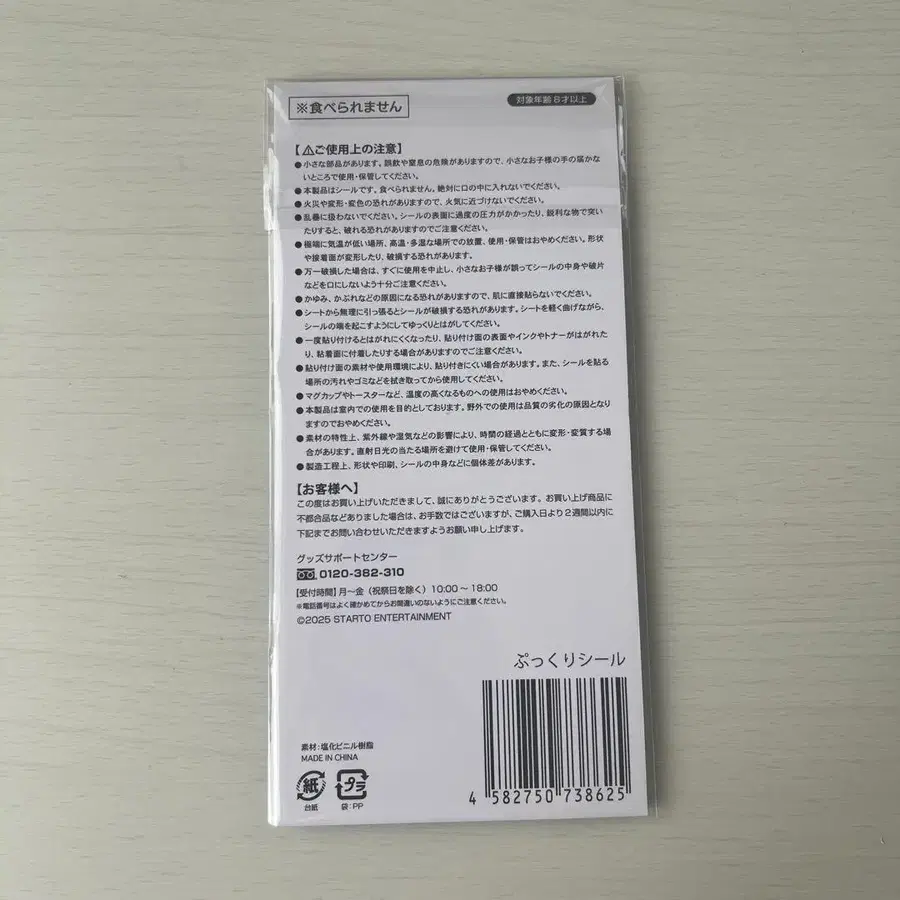 ※食べられません
対象年齢6才以上
【⚠ご使用上の注意】
●小さな部品があります。誤飲や窒息の危険がありますので、小さなお子様の手の届かな
いところで使用・保管してください。
●本製品はシールです。食べられません。絶対に口の中に入れないでください。
●火災や変形・変色の恐れがありますので、火気に近づけないでください。
●乱暴に扱わないでください。シールの表面に過度の圧力がかかったり、鋭利な物で突い
たりすると、破れる恐れがありますのでご注意ください。
●極端に気温が低い場所、高温・多湿な場所での放置、使用・保管はおやめください。形状
や接着面が変形したり、破損する恐れがあります。
●万一破損した場合は、すぐに使用を中止し、小さなお子様が誤ってシールの中身や破片
などを口にしないよう十分ご注意ください。
●かゆみ、かぶれなどの原因になる恐れがありますので、肌に直接貼らないでください。
●シートから無理に引っ張るとシールが破損する恐れがあります。シートを軽く曲げながら、
シールの端を起こすようにしてゆっくりとはがしてください。
●一度貼り付けるとはがれにくくなったり、貼り付け面の表面やインクやトナーがはがれ
たり、粘着面に付着したりする場合がありますのでご注意ください。
●貼り付け面の素材や使用環境により、貼り付きにくい場合があります。また、シールを貼る
場所の汚れやゴミなどを拭き取ってから使用してください。
●マグカップやトースターなど、温度の高くなるものへの使用はおやめください。
●本製品は室内での使用を目的としております。野外での使用は品質の劣化の原因となり
ますのでおやめください。
●素材の特性上、紫外線や湿気などの影響により、時間の経過とともに変形・変質する場
合があります。直射日光の当たる場所を避けて使用・保管してください。
●製造工程上、形状や印刷、シールの中身などに個体差があります。
【お客様へ】
この度はお買い上げいただきまして、誠にありがとうございます。お買い上げ商品に
不都合品などありました場合は、お手数ではございますが、ご購入日より2週間以内に
下記までお問い合わせいただきますようお願い申し上げます。
グッズサポートセンター
0120-382-310
【受付時間】月〜金（祝祭日を除く）10:00〜18:00
※電話番号はよく確かめてからお間違いのないようにご注意ください。
©2025 STARTO ENTERTAINMENT
ぷっくりシール
素材:塩化ビニル樹脂
MADE IN CHINA
紙
プラ
台紙
袋:PP
4 582750 738625